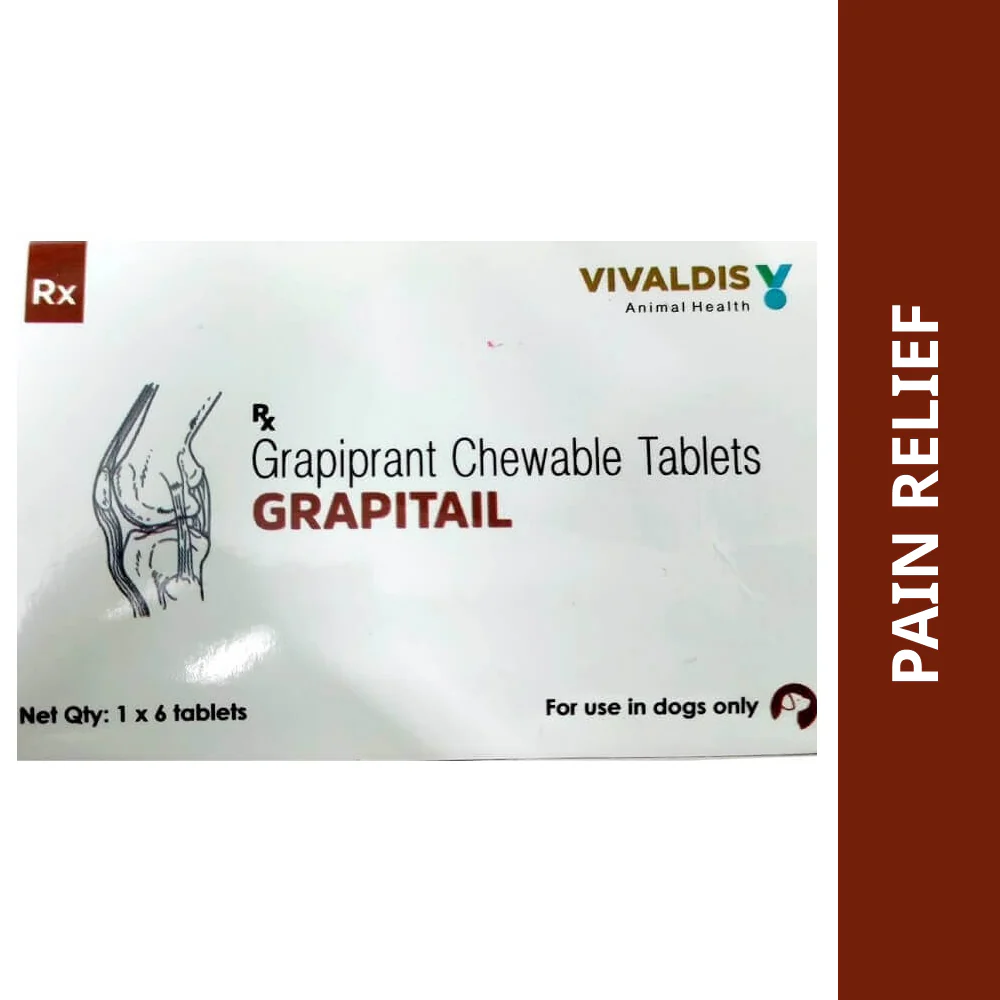 Rx
VIVALDIS
Animal Health
Rx
Grapiprant Chewable Tablets
GRAPITAIL
Net Qty: 1 x 6 tablets
For use in dogs only
PAIN RELIEF